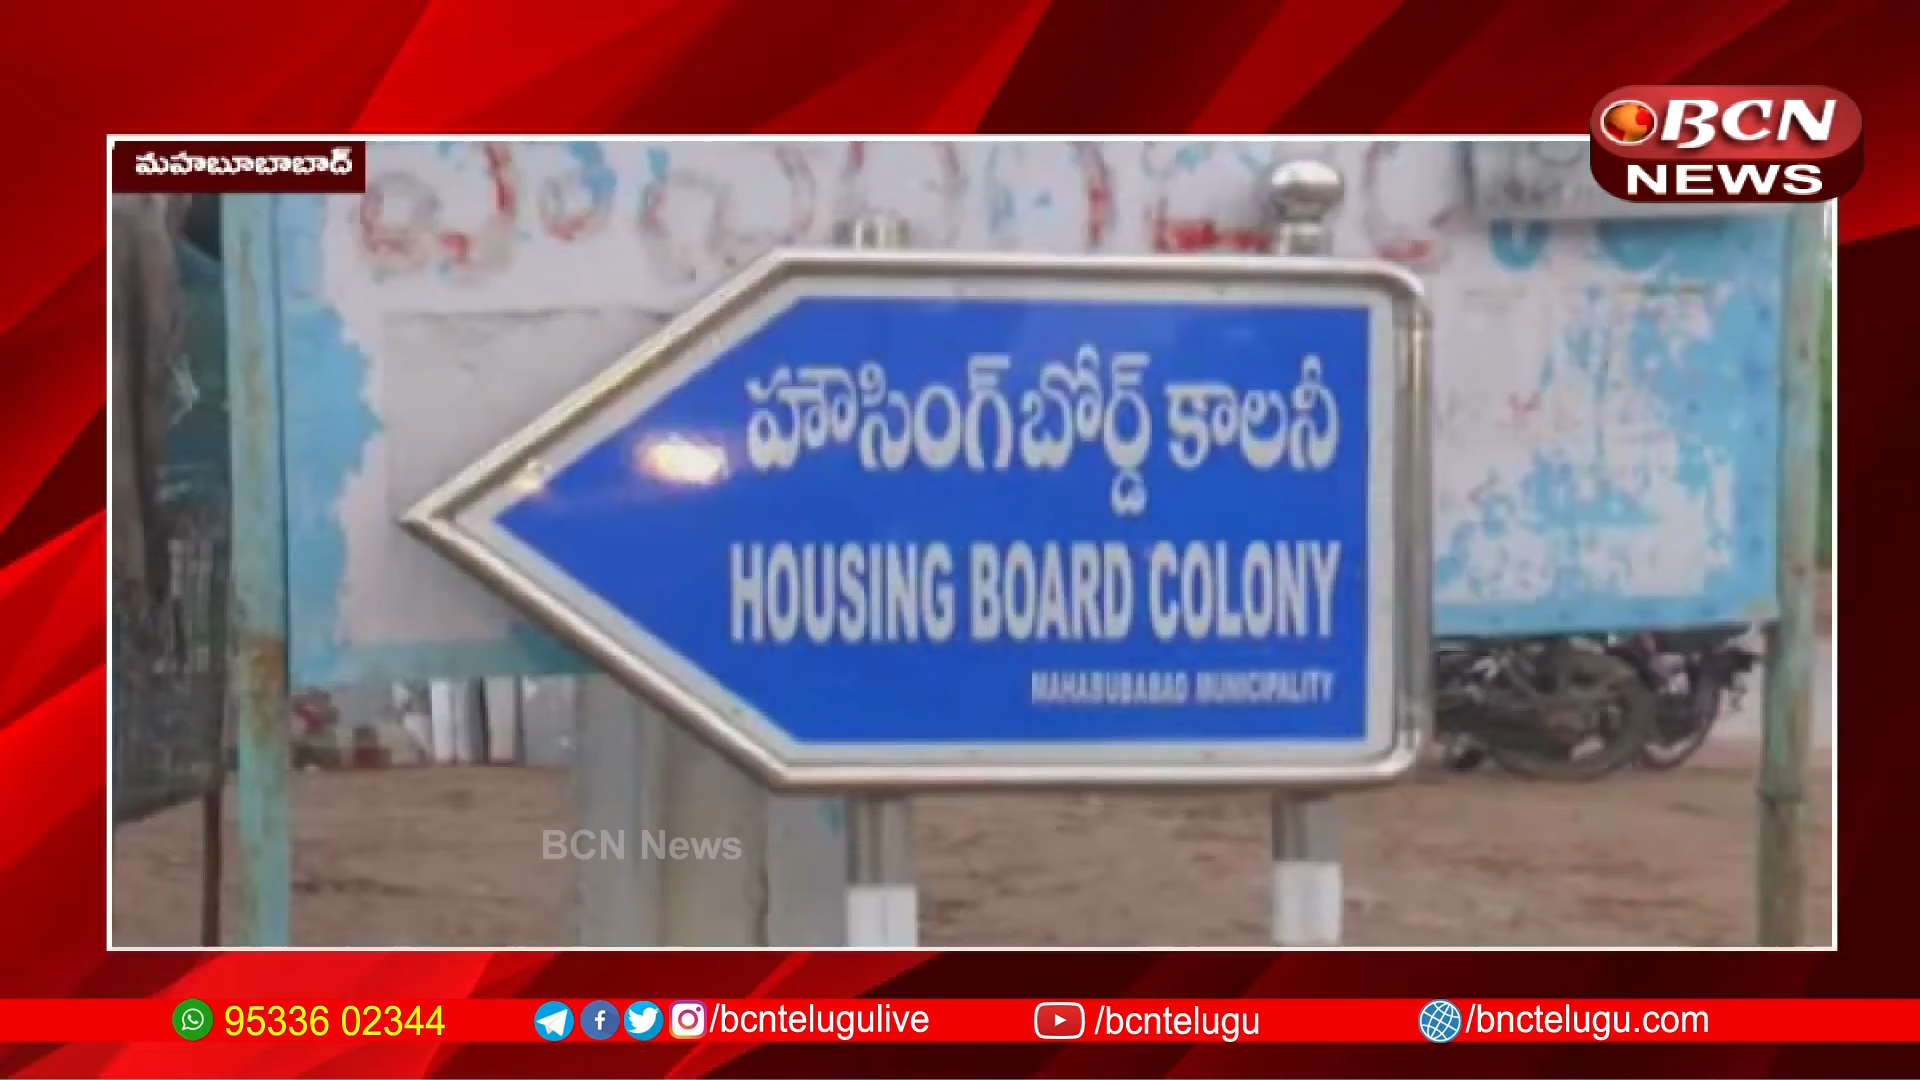 మహబూబాబాద్
BCN
NEWS
హౌసింగ్ బోర్డ్ కాలనీ
HOUSING BOARD COLONY
MAHABUBABAD MUNICIPALITY
BCN News
95336 02344
/bcntelugulive
/bcntelugu
/bnctelugu.com